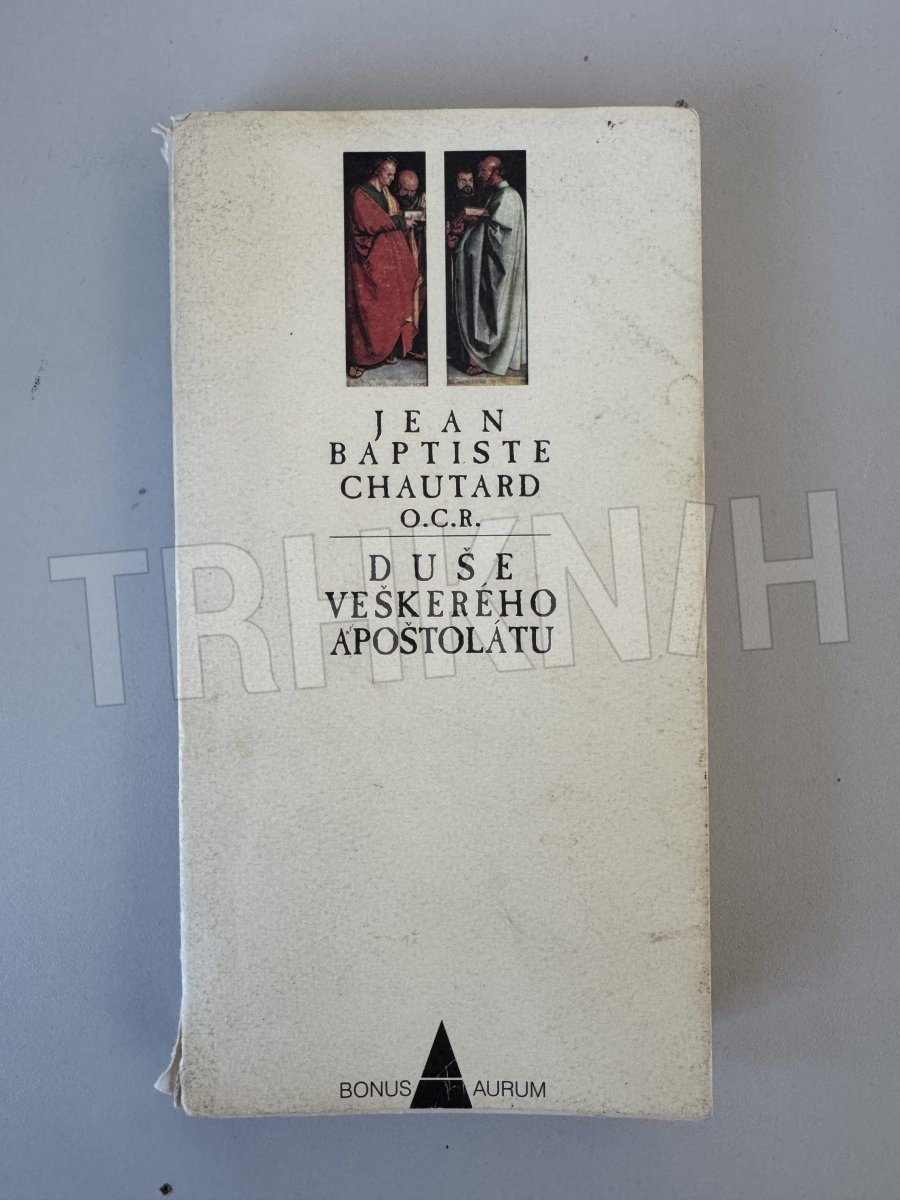 JEAN
BAPTISTE
CHAUTARD
O.C.R.
DUŠE
VEŠKERÉHO
APOŠTOLÁTU
TRHKNIH
BONUS AURUM